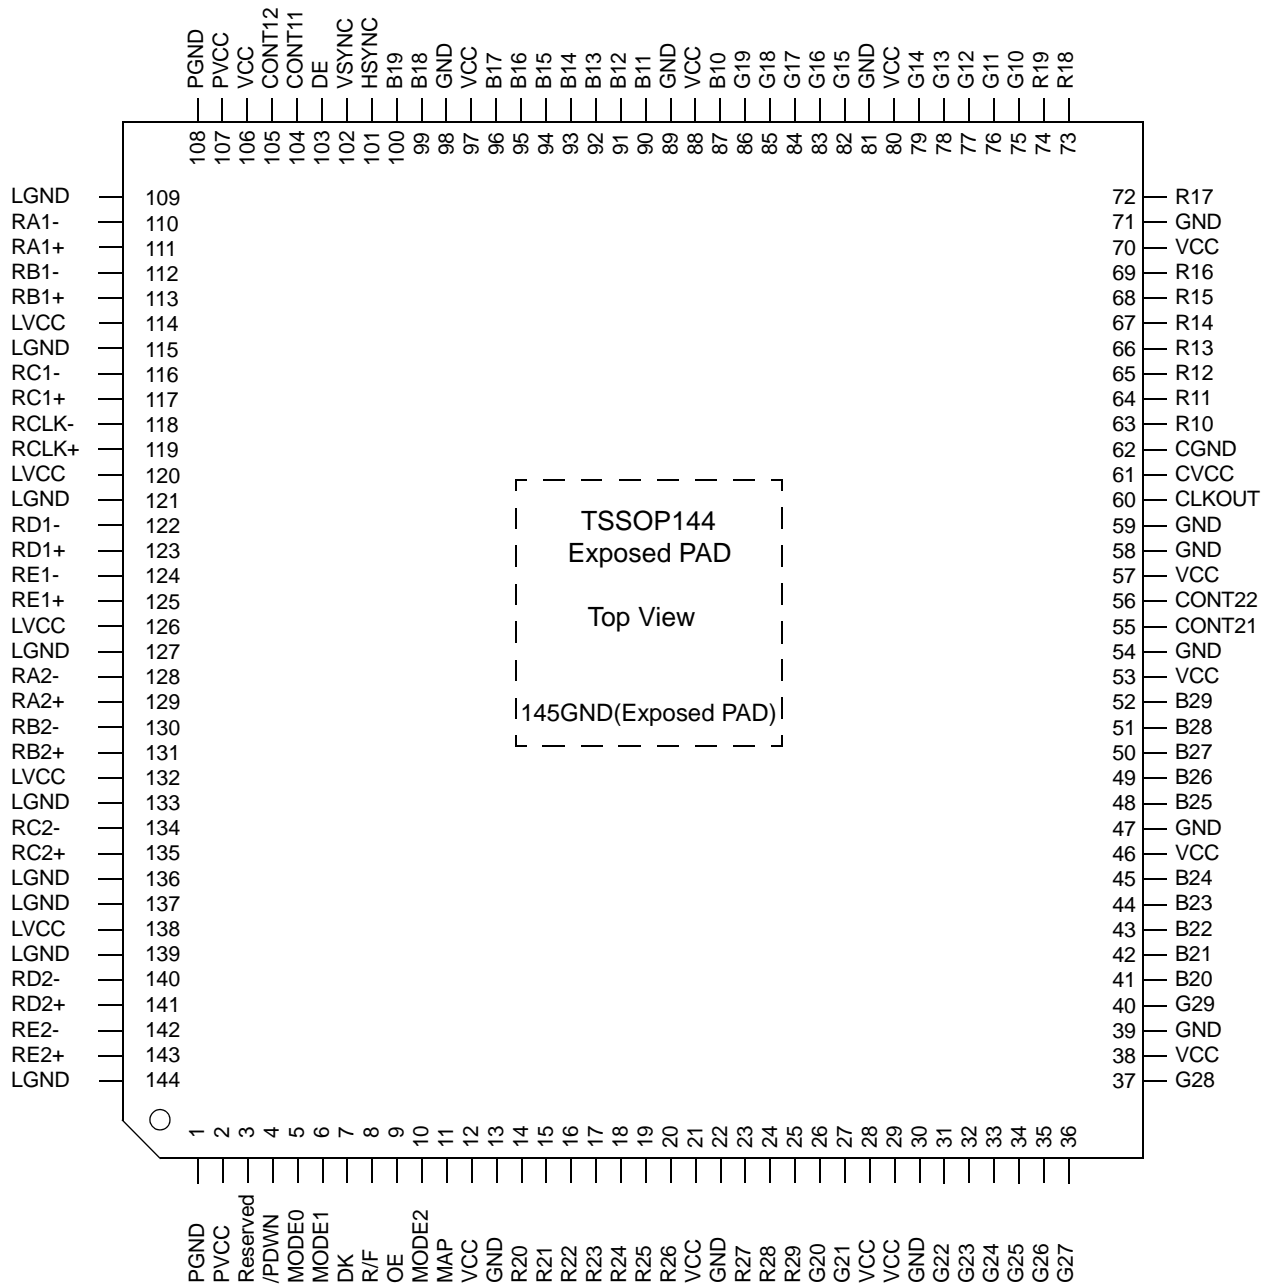 PGND PVCC VCC CONT12 CONT11 DE VSYNC HSYNC B19 B18 GND VCC B17 B16 B15 B14 B13 B12 B11 GND VCC B10 G19 G18 G17 G16 G15 GND VCC G14 G13 G12 G11 G10 R19 R18
108 107 106 105 104 103 102 101 100 99 98 97 96 95 94 93 92 91 90 89 88 87 86 85 84 83 82 81 80 79 78 77 76 75 74 73
LGND 109 72 R17
RA1- 110 71 GND
RA1+ 111 70 VCC
RB1- 112 69 R16
RB1+ 113 68 R15
LVCC 114 67 R14
LGND 115 66 R13
RC1- 116 65 R12
RC1+ 117 64 R11
RCLK- 118 63 R10
RCLK+ 119 62 CGND
LVCC 120 61 CVCC
LGND 121 60 CLKOUT
RD1- 122 59 GND
RD1+ 123 58 GND
RE1- 124 57 VCC
RE1+ 125 56 CONT22
LVCC 126 55 CONT21
LGND 127 54 GND
RA2- 128 53 VCC
RA2+ 129 52 B29
RB2- 130 51 B28
RB2+ 131 50 B27
LVCC 132 49 B26
LGND 133 48 B25
RC2- 134 47 GND
RC2+ 135 46 VCC
LGND 136 45 B24
LGND 137 44 B23
LVCC 138 43 B22
LGND 139 42 B21
RD2- 140 41 B20
RD2+ 141 40 G29
RE2- 142 39 GND
RE2+ 143 38 VCC
LGND 144 37 G28
TSSOP144
Exposed PAD
Top View
145GND(Exposed PAD)
1 2 3 4 5 6 7 8 9 10 11 12 13 14 15 16 17 18 19 20 21 22 23 24 25 26 27 28 29 30 31 32 33 34 35 36
PGND PVCC Reserved /PDWN MODE0 MODE1 DK R/F OE MODE2 MAP VCC GND R20 R21 R22 R23 R24 R25 R26 VCC GND R27 R28 R29 G20 G21 VCC VCC GND G22 G23 G24 G25 G26 G27